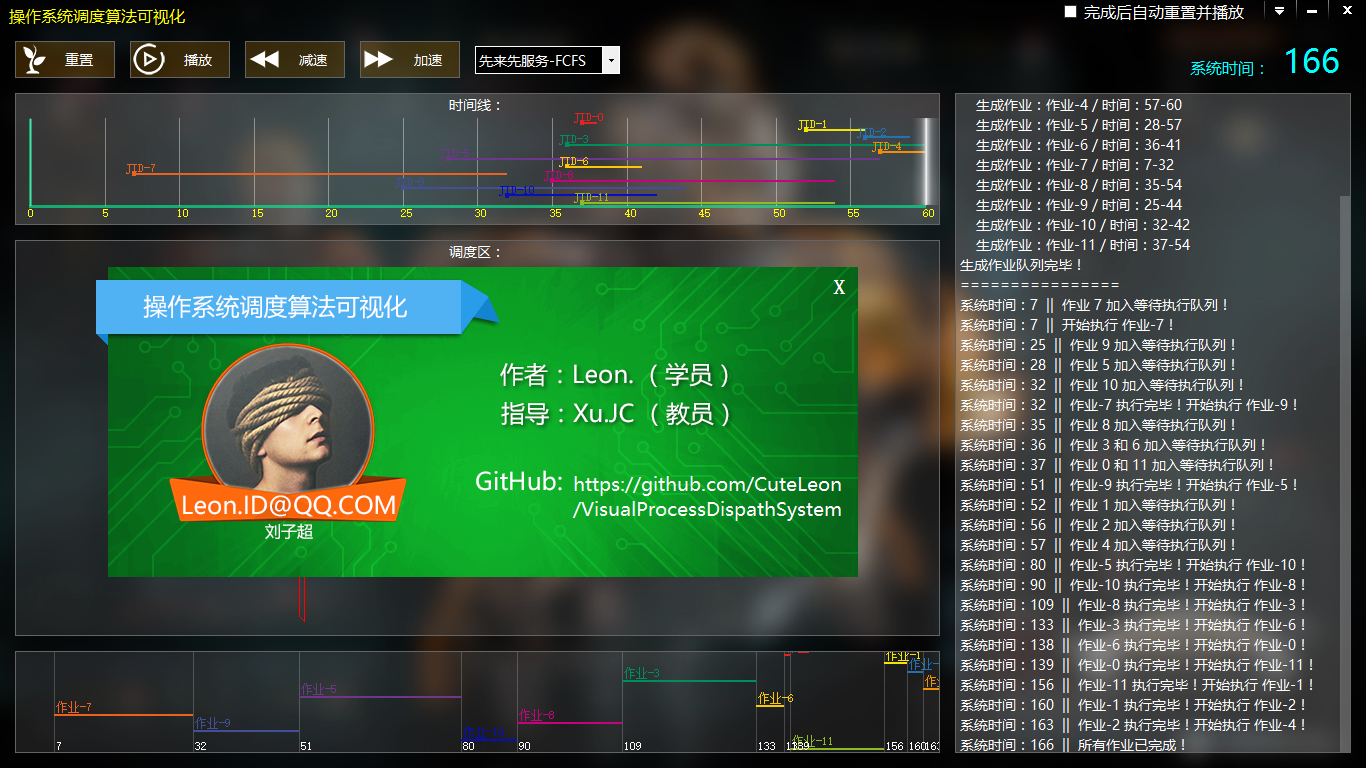 操作系统调度算法可视化
完成后自动重置并播放
重置
播放
减速
加速
先来先服务-FCFS
系统时间： 166
时间线：
JID-0
JID-1
JID-2
JID-3
JID-4
JID-6
JID-7
JID-8
JID-10
JID-11
0 5 10 15 20 25 30 35 40 45 50 55 60
调度区：
X
操作系统调度算法可视化
作者：Leon.（学员）
指导：Xu.JC（教员）
GitHub: https://github.com/CuteLeon
/VisualProcessDispathSystem
Leon.ID@QQ.COM
刘子超
作业-7
作业-9
作业-5
作业-8
作业-3
作业-6
作业-11
作业-1
作业-
7 32 51 80 90 109 133 139 156 160 163
生成作业：作业-4 / 时间：57-60
生成作业：作业-5 / 时间：28-57
生成作业：作业-6 / 时间：36-41
生成作业：作业-7 / 时间：7-32
生成作业：作业-8 / 时间：35-54
生成作业：作业-9 / 时间：25-44
生成作业：作业-10 / 时间：32-42
生成作业：作业-11 / 时间：37-54
生成作业队列完毕！
================
系统时间：7 || 作业 7 加入等待执行队列！
系统时间：7 || 开始执行 作业-7！
系统时间：25 || 作业 9 加入等待执行队列！
系统时间：28 || 作业 5 加入等待执行队列！
系统时间：32 || 作业 10 加入等待执行队列！
系统时间：32 || 作业-7 执行完毕！开始执行 作业-9！
系统时间：35 || 作业 8 加入等待执行队列！
系统时间：36 || 作业 3 和 6 加入等待执行队列！
系统时间：37 || 作业 0 和 11 加入等待执行队列！
系统时间：51 || 作业-9 执行完毕！开始执行 作业-5！
系统时间：52 || 作业 1 加入等待执行队列！
系统时间：56 || 作业 2 加入等待执行队列！
系统时间：57 || 作业 4 加入等待执行队列！
系统时间：80 || 作业-5 执行完毕！开始执行 作业-10！
系统时间：90 || 作业-10 执行完毕！开始执行 作业-8！
系统时间：109 || 作业-8 执行完毕！开始执行 作业-3！
系统时间：133 || 作业-3 执行完毕！开始执行 作业-6！
系统时间：138 || 作业-6 执行完毕！开始执行 作业-0！
系统时间：139 || 作业-0 执行完毕！开始执行 作业-11！
系统时间：156 || 作业-11 执行完毕！开始执行 作业-1！
系统时间：160 || 作业-1 执行完毕！开始执行 作业-2！
系统时间：163 || 作业-2 执行完毕！开始执行 作业-4！
系统时间：166 || 所有作业已完成！